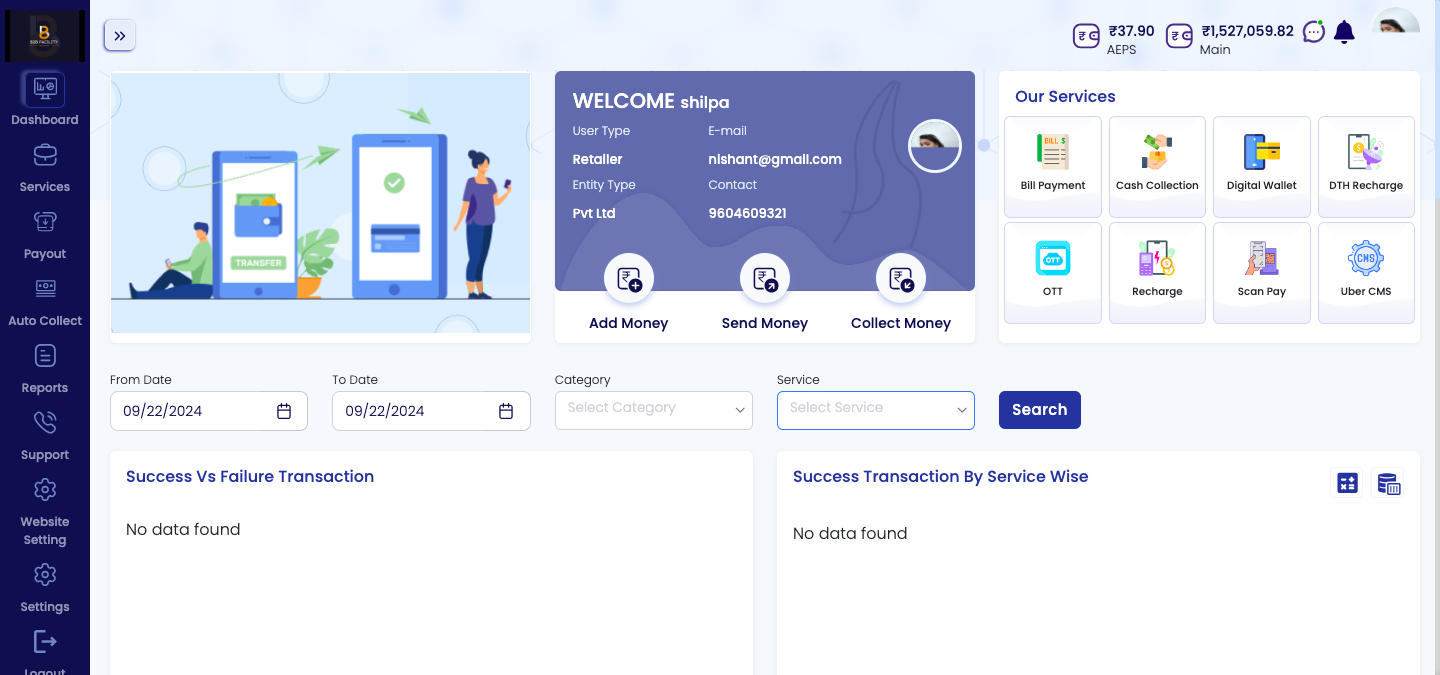 B2B FACILITY
Dashboard
Services
Payout
Auto Collect
Reports
Support
Website
Setting
Settings
Logout
₹37.90
AEPS
₹1,527,059.82
Main
TRANSFER
WELCOME shilpa
User Type
E-mail
Retailer
nishant@gmail.com
Entity Type
Contact
Pvt Ltd
9604609321
Add Money
Send Money
Collect Money
Our Services
BILL $
Bill Payment
Cash Collection
Digital Wallet
DTH Recharge
OTT
OTT
Recharge
Scan Pay
CMS
Uber CMS
From Date
To Date
Category
Service
09/22/2024
09/22/2024
Select Category
Select Service
Search
Success Vs Failure Transaction
No data found
Success Transaction By Service Wise
No data found